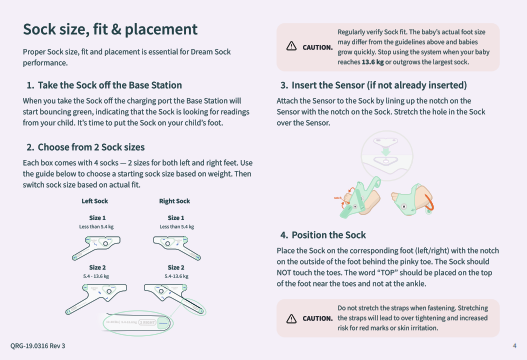 Sock size, fit & placement
Proper Sock size, fit and placement is essential for Dream Sock
performance.
1. Take the Sock off the Base Station
When you take the Sock off the charging port the Base Station will
start bouncing green, indicating that the Sock is looking for readings
from your child. It's time to put the Sock on your child's foot.
2. Choose from 2 Sock sizes
Each box comes with 4 socks — 2 sizes for both left and right feet. Use
the guide below to choose a starting sock size based on weight. Then
switch sock size based on actual fit.
Left Sock
Right Sock
Size 1
Less than 5.4 kg
Size 1
Less than 5.4 kg
Size 2
5.4 - 13.6 kg
Size 2
5.4-13.6 kg
QRG-19.0316 Rev 3
CAUTION.
Regularly verify Sock fit. The baby's actual foot size
may differ from the guidelines above and babies
grow quickly. Stop using the system when your baby
reaches 13.6 kg or outgrows the largest sock.
3. Insert the Sensor (if not already inserted)
Attach the Sensor to the Sock by lining up the notch on the
Sensor with the notch on the Sock. Stretch the hole in the Sock
over the Sensor.
4. Position the Sock
Place the Sock on the corresponding foot (left/right) with the notch
on the outside of the foot behind the pinky toe. The Sock should
NOT touch the toes. The word “TOP” should be placed on the top
of the foot near the toes and not at the ankle.
CAUTION.
Do not stretch the straps when fastening. Stretching
the straps will lead to over tightening and increased
risk for red marks or skin irritation.
4